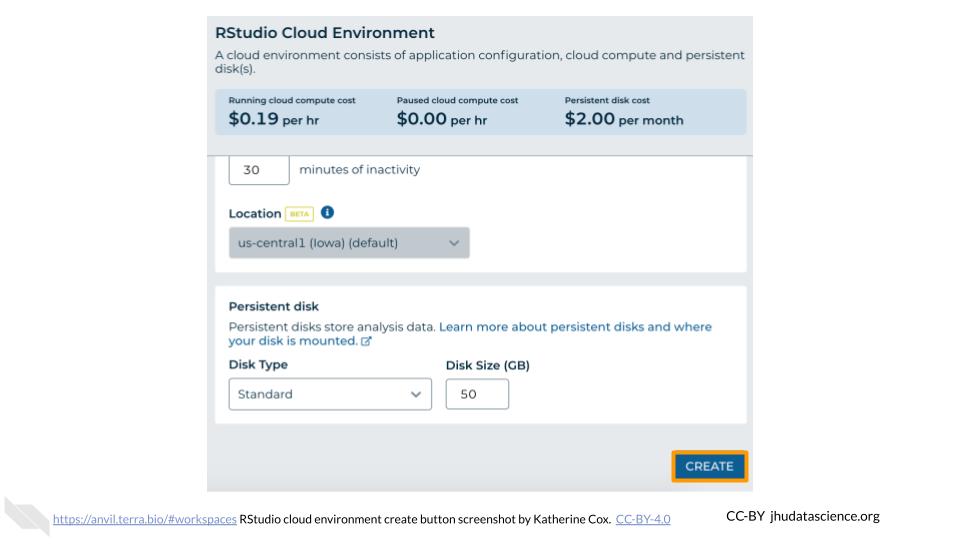 RStudio Cloud Environment
A cloud environment consists of application configuration, cloud compute and persistent
disk(s).
Running cloud compute cost
$0.19 per hr
Paused cloud compute cost
$0.00 per hr
Persistent disk cost
$2.00 per month
30 minutes of inactivity
Location BETA
us-central1 (Iowa) (default)
Persistent disk
Persistent disks store analysis data. Learn more about persistent disks and where
your disk is mounted.
Disk Type
Standard
Disk Size (GB)
50
CREATE
https://anvil.terra.bio/#workspaces RStudio cloud environment create button screenshot by Katherine Cox. CC-BY-4.0
CC-BY jhudatascience.org